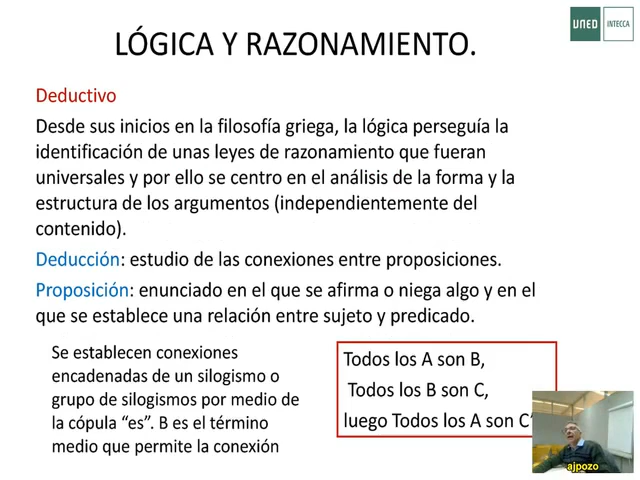 LÓGICA Y RAZONAMIENTO.
UNED
INTECCA
Deductivo
Desde sus inicios en la filosofía griega, la lógica perseguía la
identificación de unas leyes de razonamiento que fueran
universales y por ello se centro en el análisis de la forma y la
estructura de los argumentos (independientemente del
contenido).
Deducción: estudio de las conexiones entre proposiciones.
Proposición: enunciado en el que se afirma o niega algo y en el
que se establece una relación entre sujeto y predicado.
Se establecen conexiones
encadenadas de un silogismo o
grupo de silogismos por medio de
la cópula “es”. B es el término
medio que permite la conexión
Todos los A son B,
Todos los B son C,
luego Todos los A son C
ajpozo